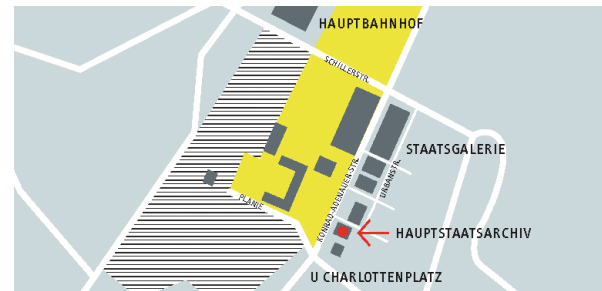 HAUPTBAHNHOF
SCHILLERSTR.
STAATSGALERIE
KONRAD-ADENAUER-STR.
URBANSTR.
PLANIE
HAUPTSTAATSARCHIV
U CHARLOTTENPLATZ